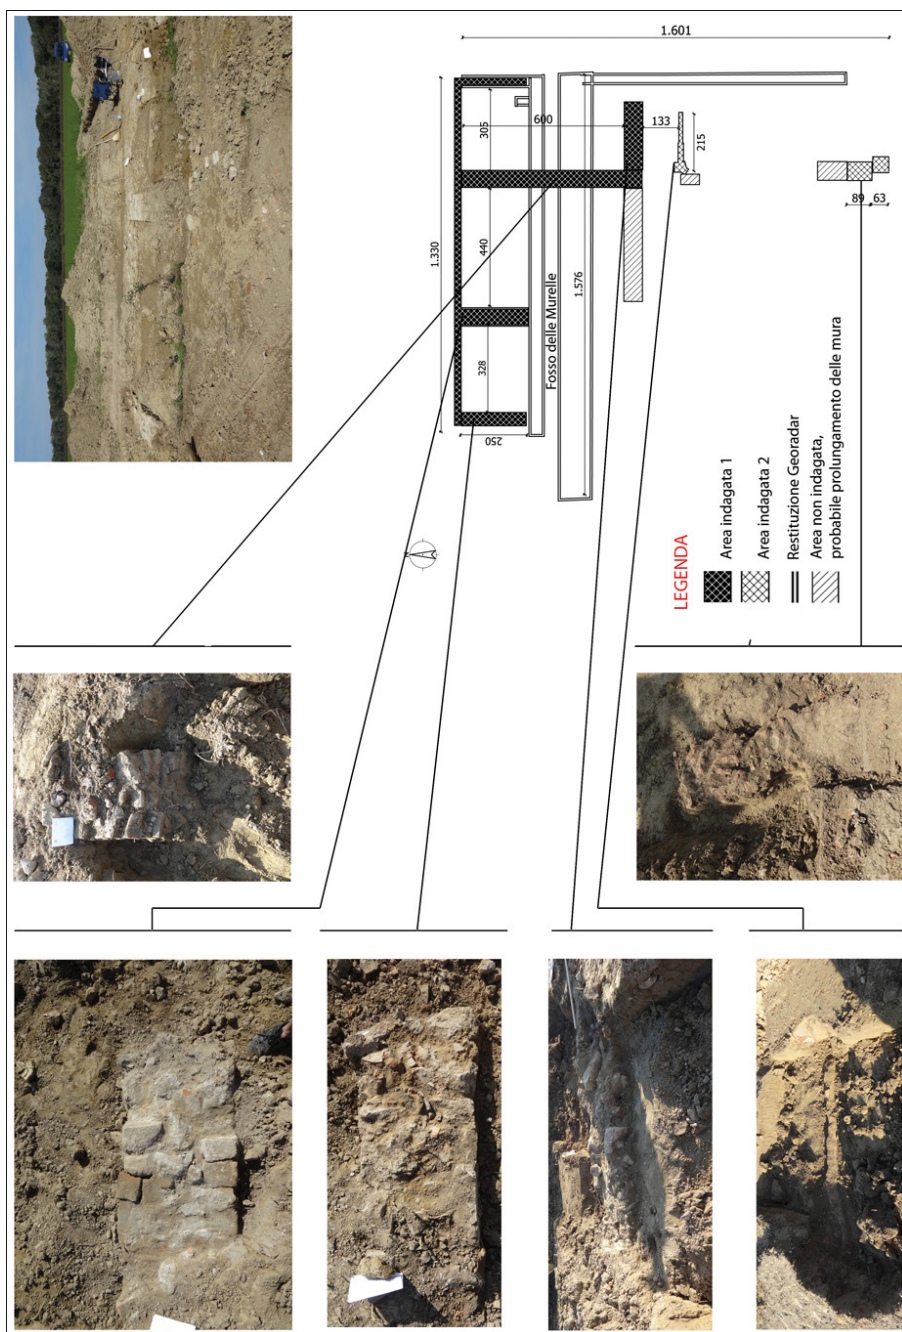 1.601
600
133
215
305
89
63
1.330
440
1.576
Fosso delle Murelle
328
250
LEGENDA
Area indagata 1
Area indagata 2
Restituzione Georadar
Area non indagata,
probabile prolungamento delle mura